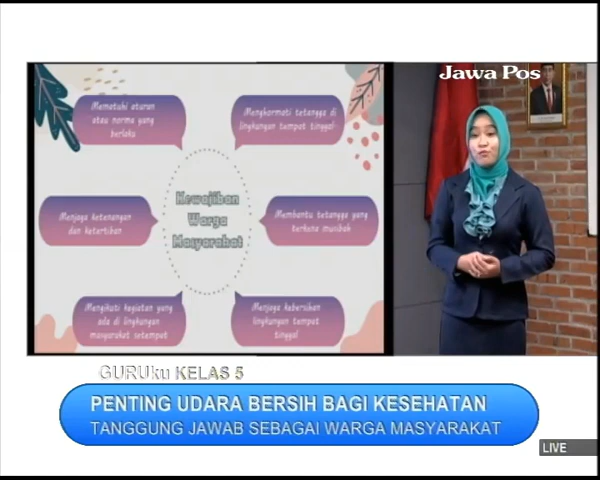 Jawa Pos
Mematuhi aturan
atau norma yang
berlaku
Menghormati tetangga di
lingkungan tempat tinggal
Kewajiban
Warga
Masyarakat
Menjaga ketenangan
dan ketertiban
Membantu tetangga yang
terkena musibah
Mengikuti kegiatan yang
ada di lingkungan
masyarakat setempat
Menjaga kebersihan
lingkungan tempat
tinggal
GURUku KELAS 5
PENTING UDARA BERSIH BAGI KESEHATAN
TANGGUNG JAWAB SEBAGAI WARGA MASYARAKAT
LIVE